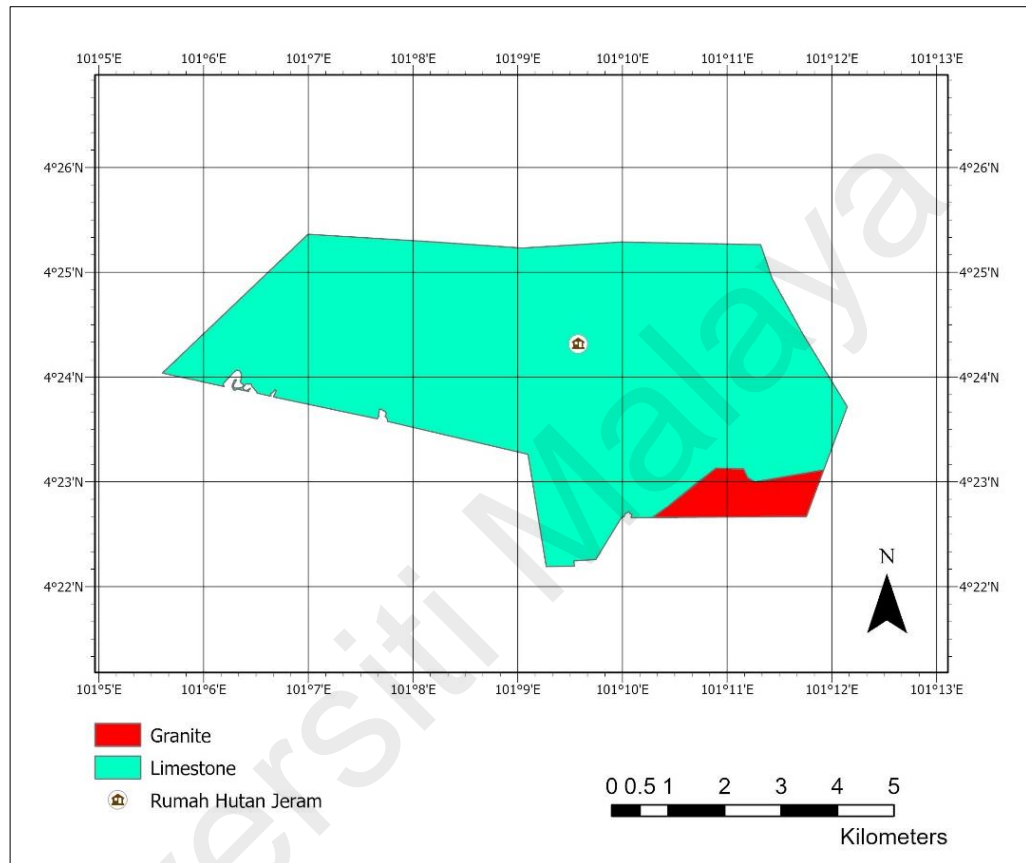 101°5'E 101°6'E 101°7'E 101°8'E 101°9'E 101°10'E 101°11'E 101°12'E 101°13'E
4°26'N 4°26'N
4°25'N 4°25'N
4°24'N 4°24'N
4°23'N 4°23'N
4°22'N 4°22'N
N
101°5'E 101°6'E 101°7'E 101°8'E 101°9'E 101°10'E 101°11'E 101°12'E 101°13'E
Granite
Limestone
Rumah Hutan Jeram
0 0.5 1 2 3 4 5
Kilometers
ersiti Malaya